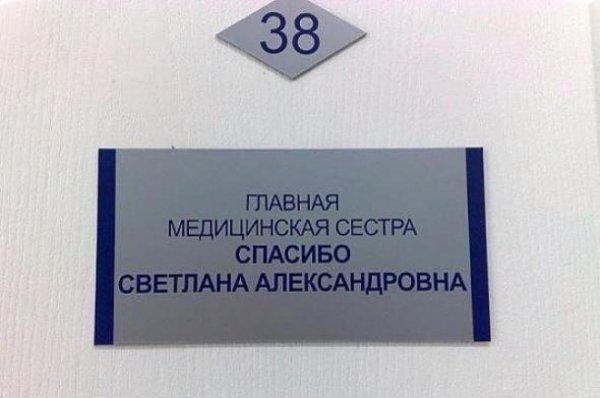 38
ГЛАВНАЯ
МЕДИЦИНСКАЯ СЕСТРА
СПАСИБО
СВЕТЛАНА АЛЕКСАНДРОВНА